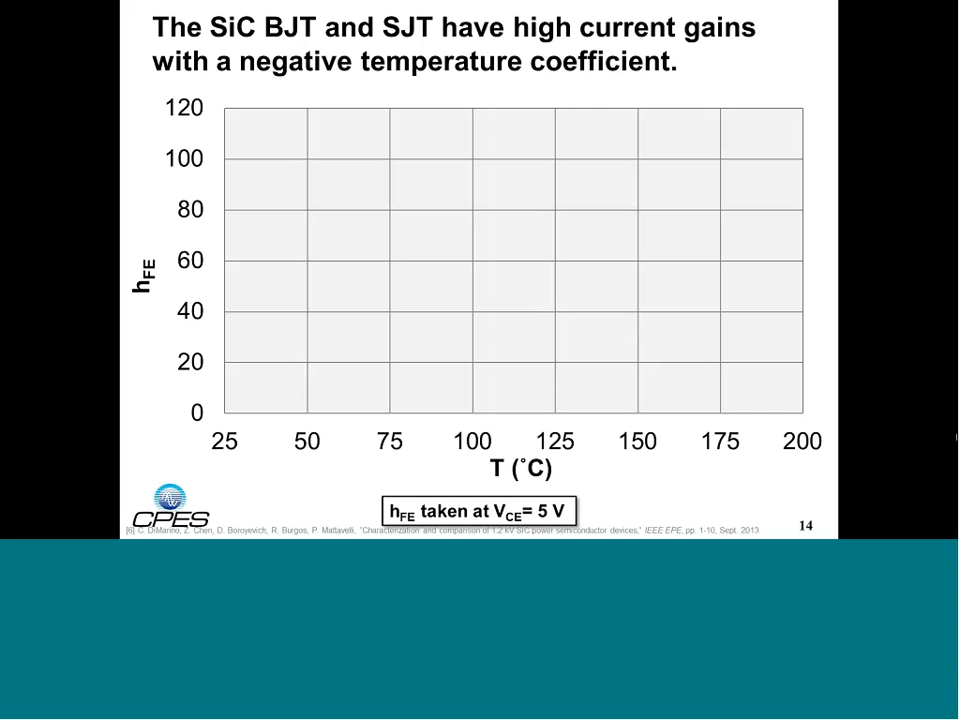 The SiC BJT and SJT have high current gains
with a negative temperature coefficient.
120
100
80
60
40
20
0
hFE
25 50 75 100 125 150 175 200
T (˚C)
hFE taken at VCE= 5 V
CPES
[6] C. DiMarino, Z. Chen, D. Boroyevich, R. Burgos, P. Mattavelli, "Characterization and comparison of 1.2 kV SiC power semiconductor devices," IEEE EPE, pp. 1-10, Sept. 2013
14